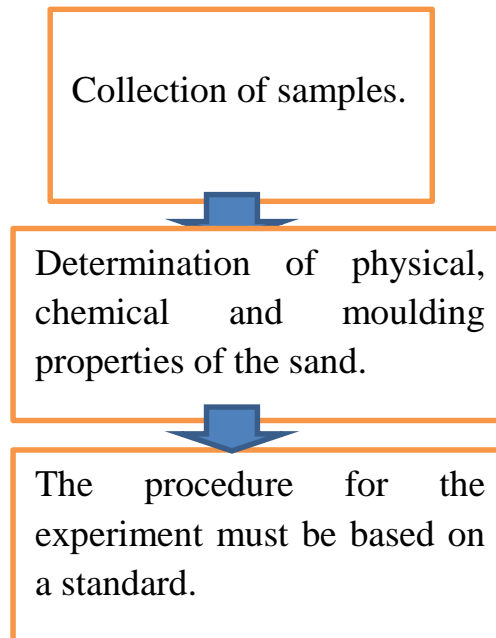 Collection of samples.
Determination of physical,
chemical and moulding
properties of the sand.
The procedure for the
experiment must be based on
a standard.